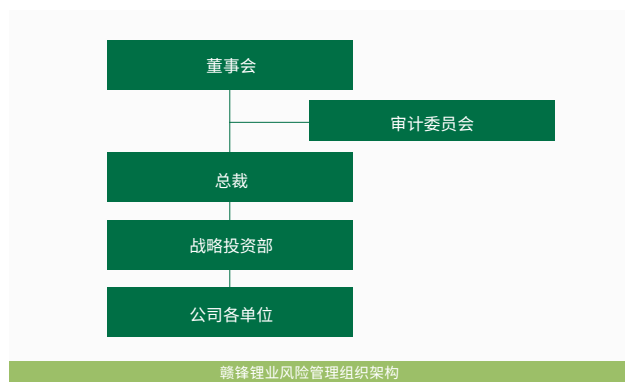 董事会
审计委员会
总裁
战略投资部
公司各单位
赣锋锂业风险管理组织架构